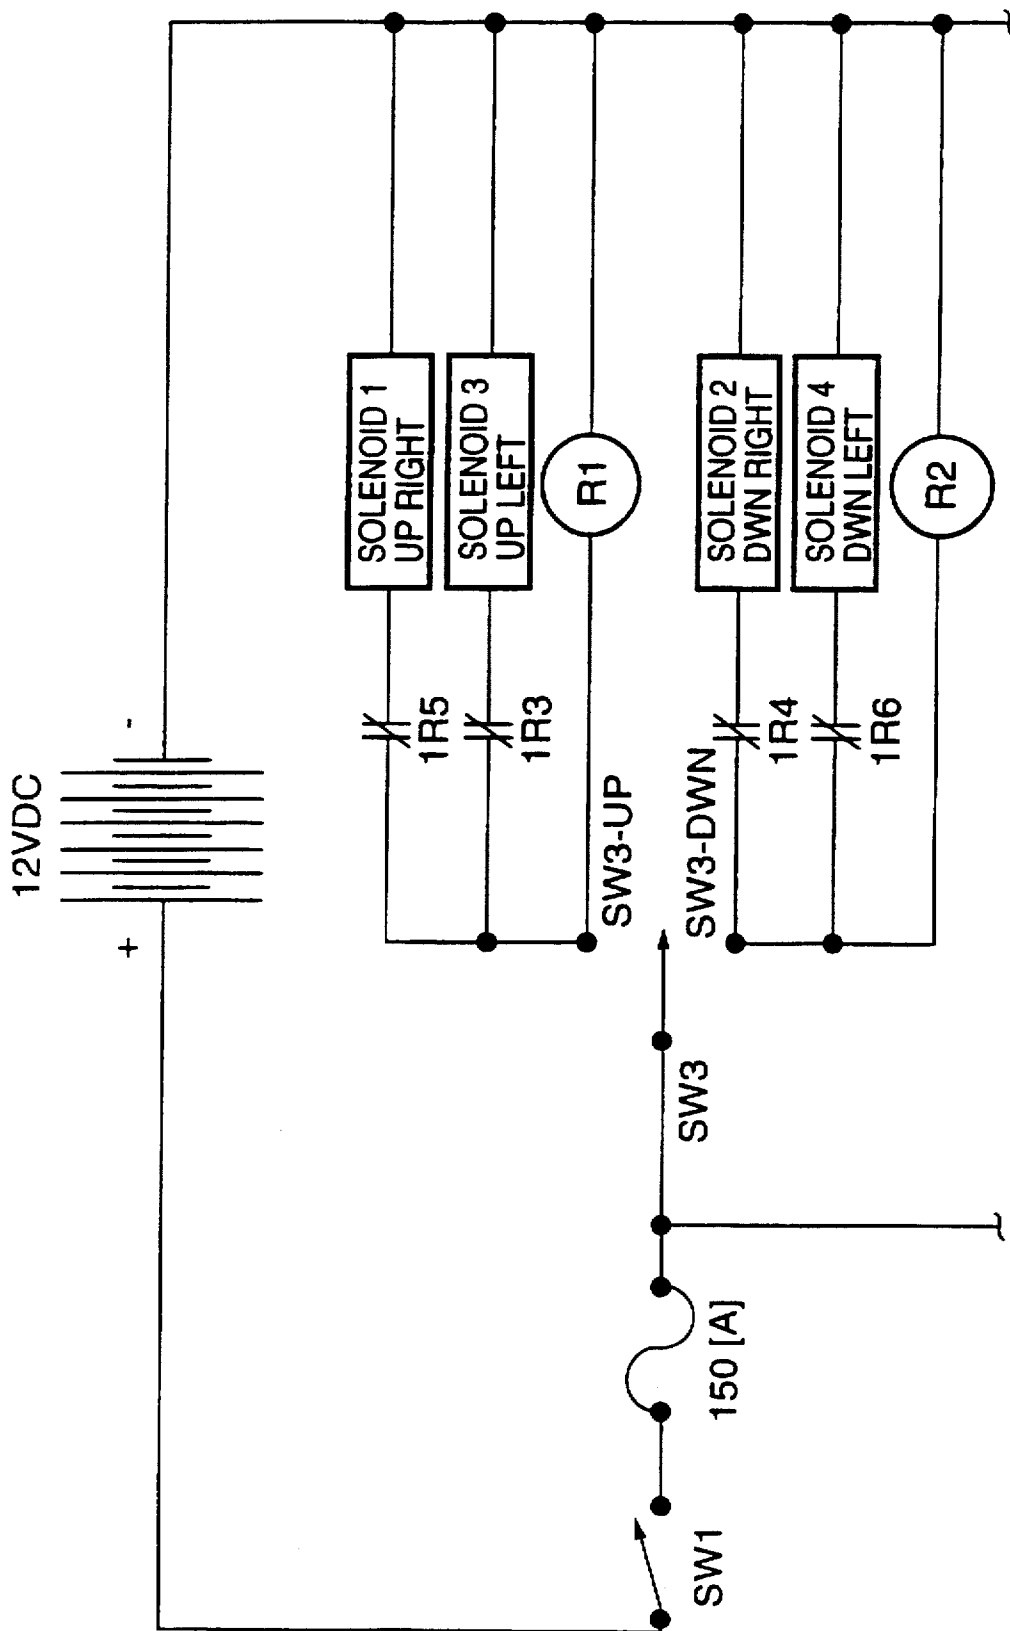 12VDC
+
-
SOLENOID 1
UP RIGHT
1R5
SOLENOID 3
UP LEFT
1R3
R1
SW3-UP
SW3-DWN
SOLENOID 2
DWN RIGHT
1R4
SOLENOID 4
DWN LEFT
1R6
R2
SW3
150 [A]
SW1